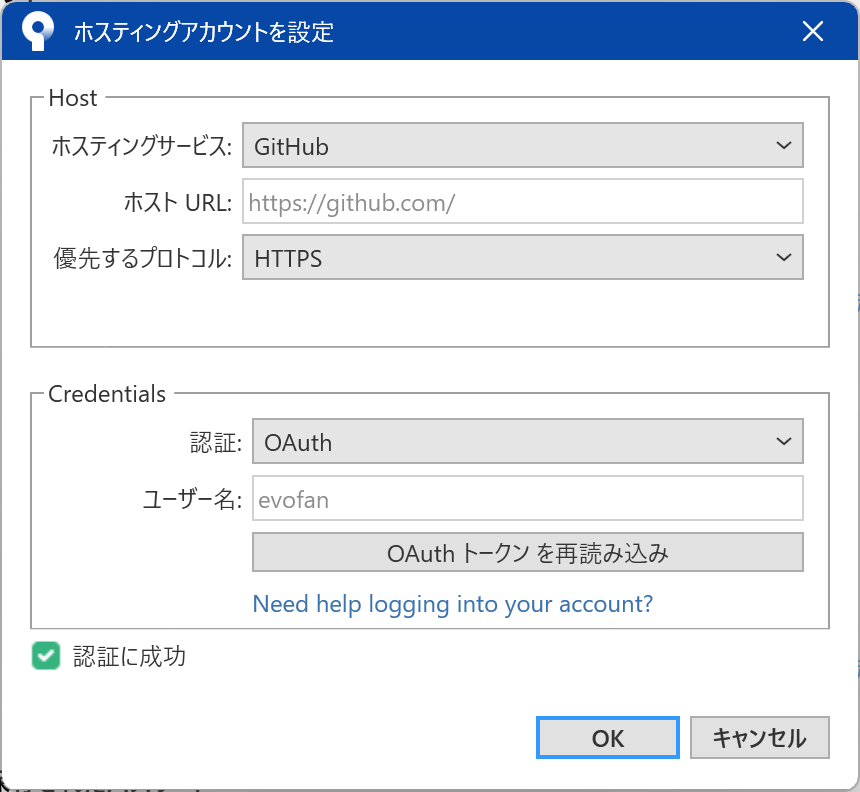 ホスティングアカウントを設定
Host
ホスティングサービス: GitHub
ホスト URL: https://github.com/
優先するプロトコル: HTTPS
Credentials
認証: OAuth
ユーザー名: evofan
OAuth トークン を再読み込み
Need help logging into your account?
認証に成功
OK キャンセル